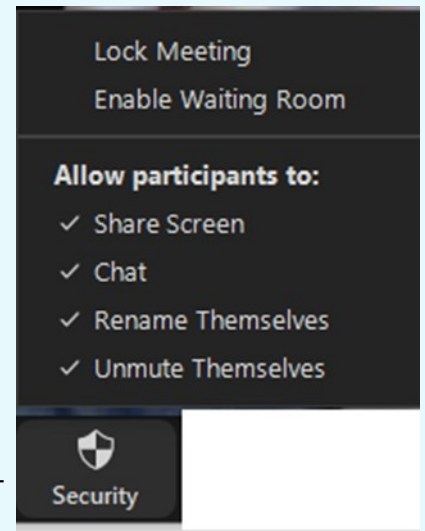 Lock Meeting
Enable Waiting Room
Allow participants to:
✓ Share Screen
✓ Chat
✓ Rename Themselves
✓ Unmute Themselves
Security